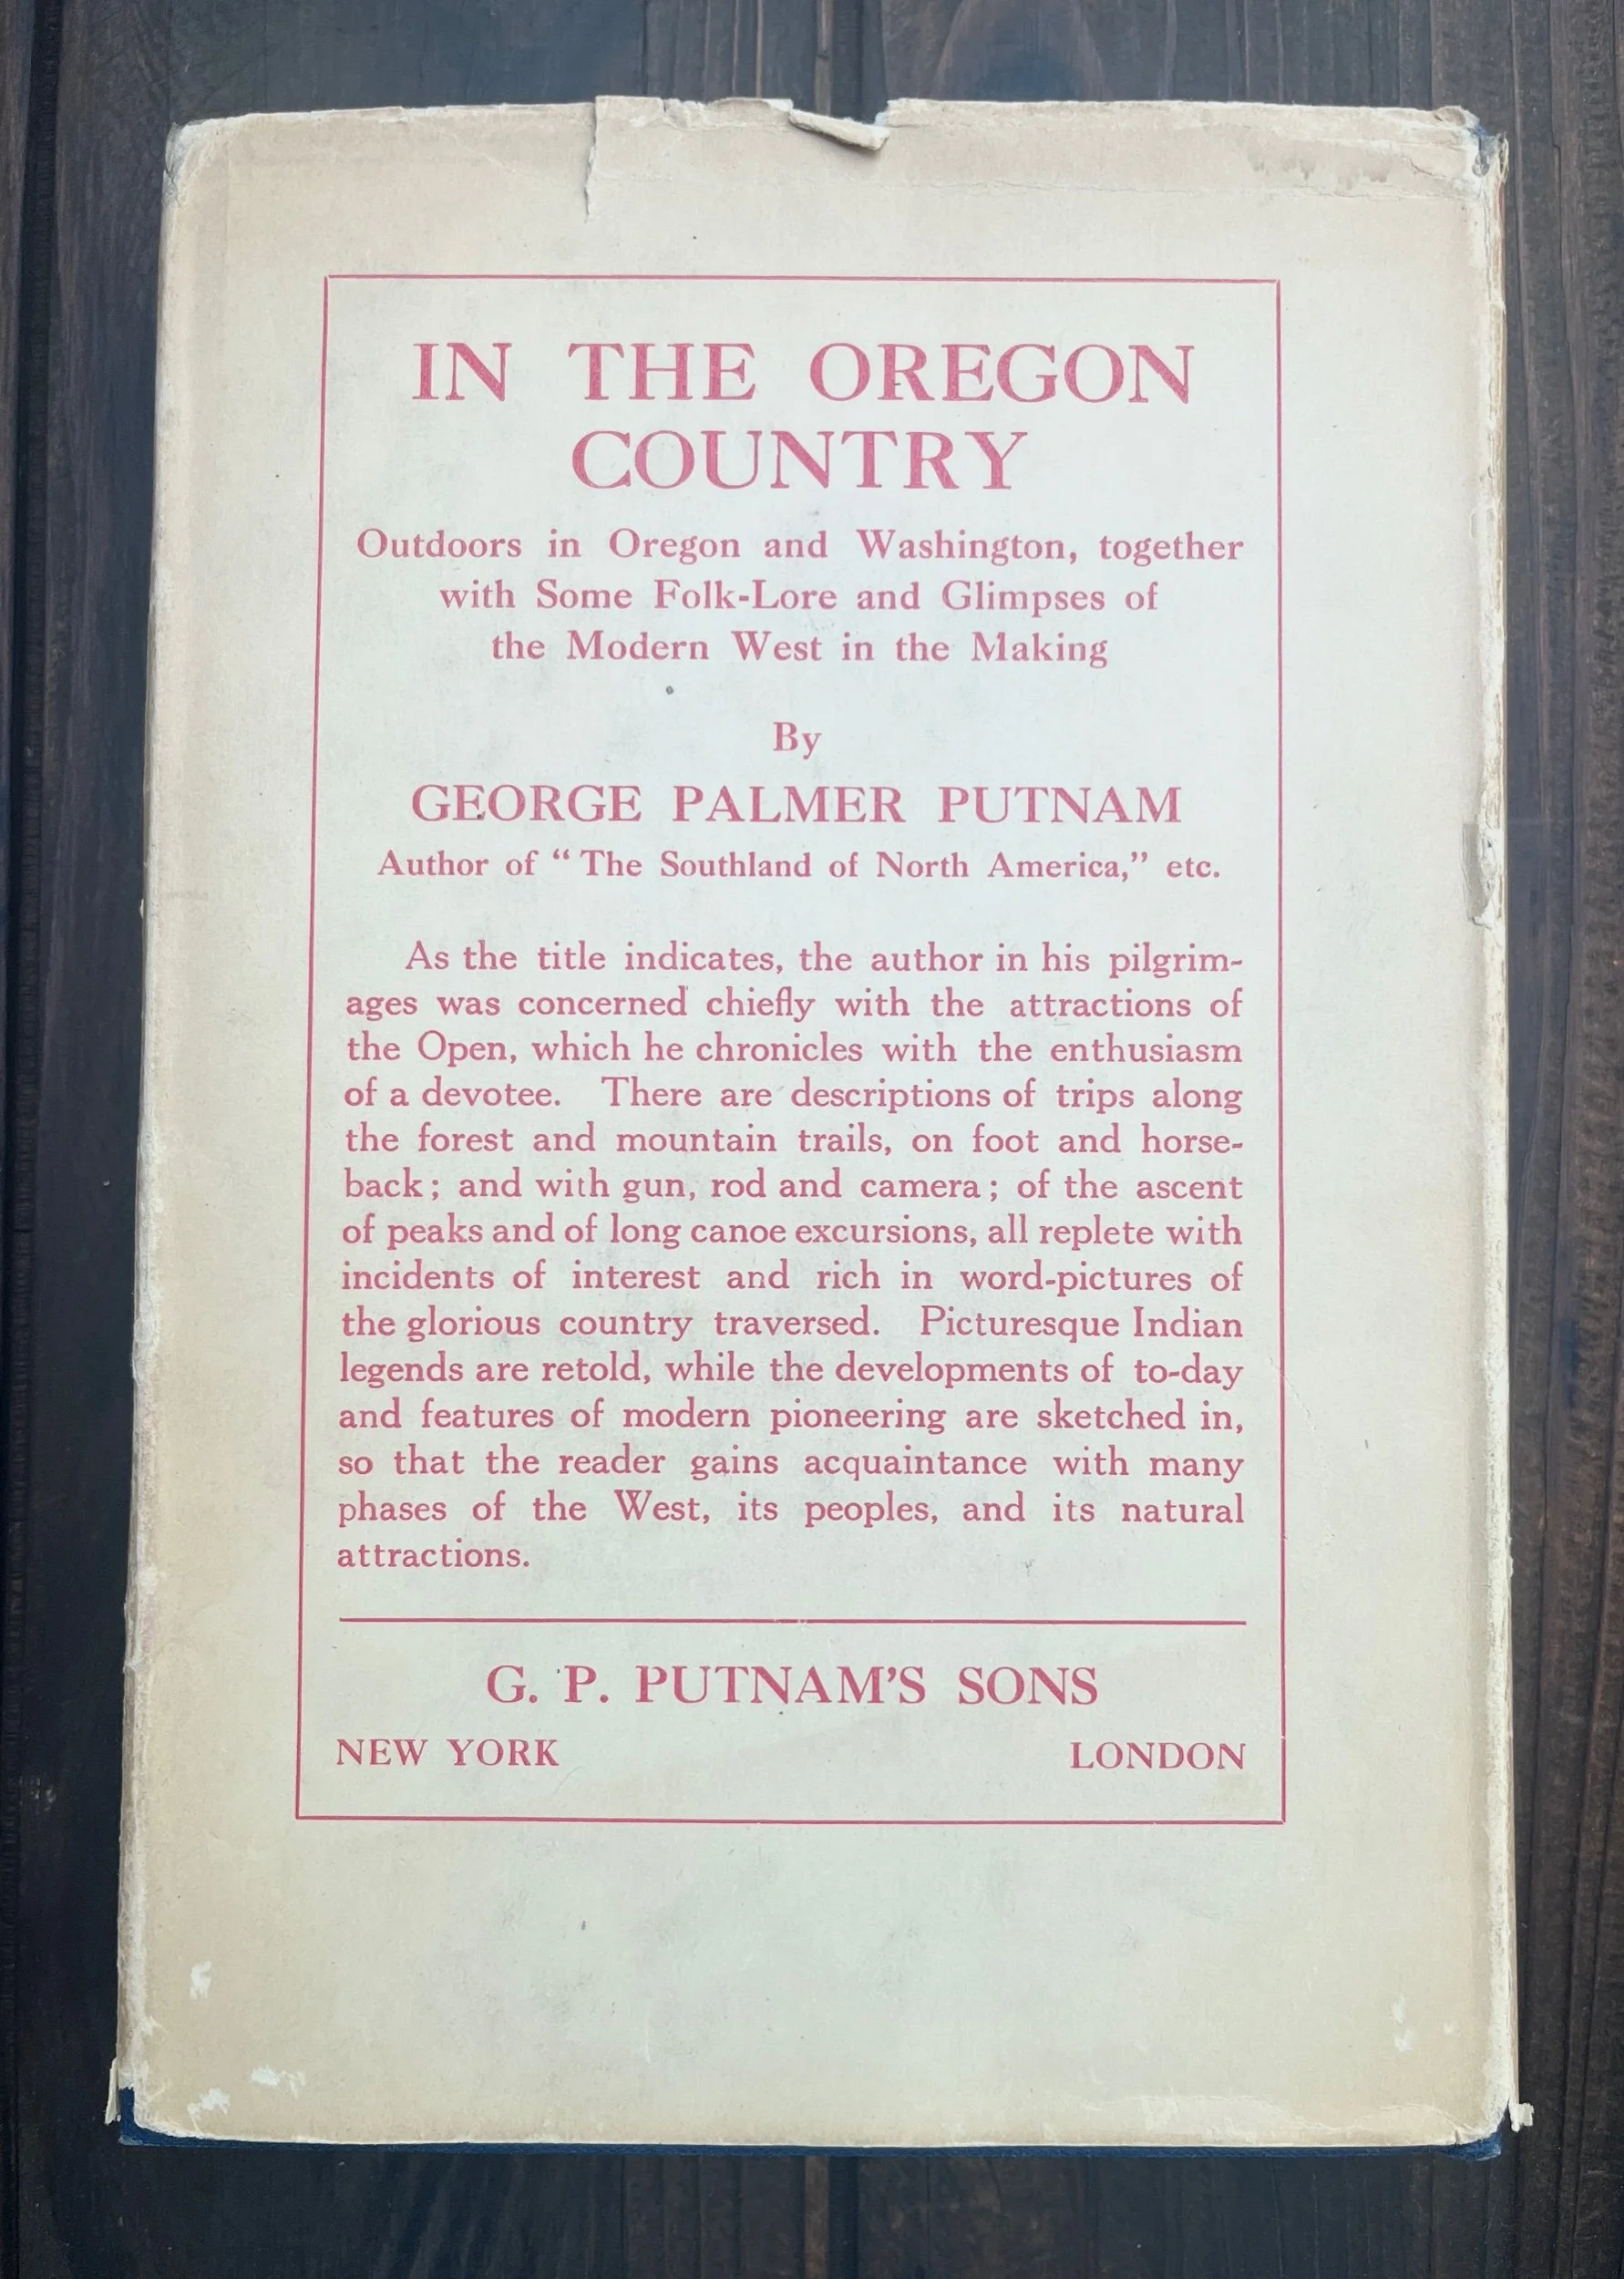 IN THE OREGON
COUNTRY
Outdoors in Oregon and Washington, together
with Some Folk-Lore and Glimpses of
the Modern West in the Making
By
GEORGE PALMER PUTNAM
Author of “The Southland of North America,” etc.
As the title indicates, the author in his pilgrim-
ages was concerned chiefly with the attractions of
the Open, which he chronicles with the enthusiasm
of a devotee. There are descriptions of trips along
the forest and mountain trails, on foot and horse-
back; and with gun, rod and camera; of the ascent
of peaks and of long canoe excursions, all replete with
incidents of interest and rich in word-pictures of
the glorious country traversed. Picturesque Indian
legends are retold, while the developments of to-day
and features of modern pioneering are sketched in,
so that the reader gains acquaintance with many
phases of the West, its peoples, and its natural
attractions.
G. P. PUTNAM’S SONS
NEW YORK LONDON